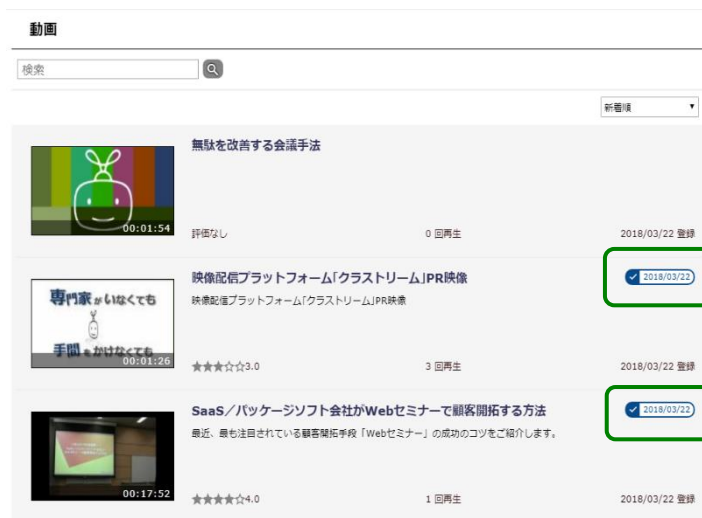 動画
検索
新着順
無駄を改善する会議手法
00:01:54
評価なし
0 回再生
2018/03/22 登録
映像配信プラットフォーム「クラストリーム」PR映像
2018/03/22
映像配信プラットフォーム「クラストリーム」PR映像
専門家がいなくても
手間をかけなくても
00:01:26
★★★☆☆3.0
3 回再生
2018/03/22 登録
SaaS／パッケージソフト会社がWebセミナーで顧客開拓する方法
2018/03/22
最近、最も注目されている顧客開拓手段「Webセミナー」の成功のコツをご紹介します。
00:17:52
★★★★☆4.0
1 回再生
2018/03/22 登録